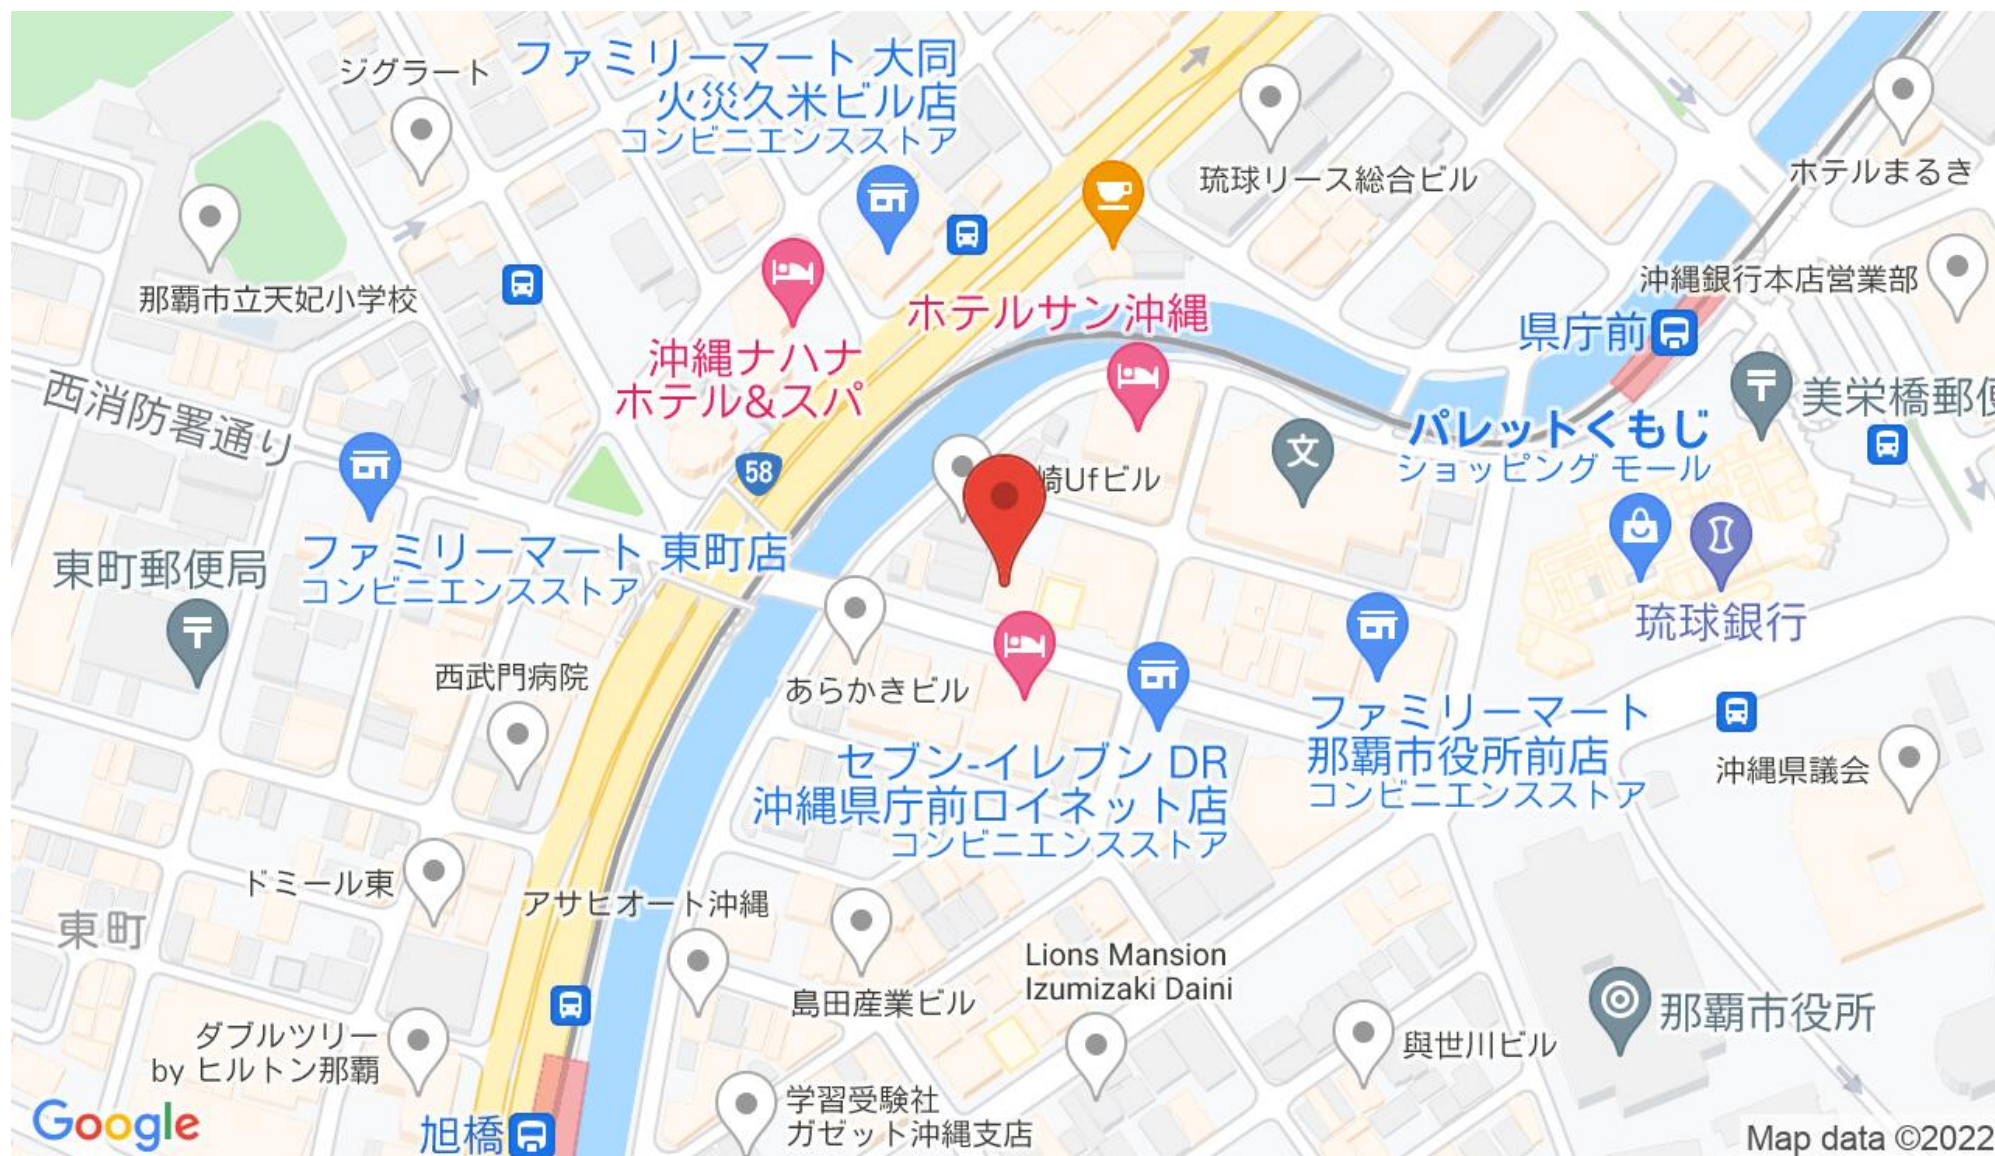 ジグラート
ファミリーマート 大同
火災久米ビル店
コンビニエンスストア
琉球リース総合ビル
ホテルまるき
那覇市立天妃小学校
沖縄銀行本店営業部
ホテルサン沖縄
県庁前
沖縄ナハナ
ホテル&スパ
西消防署通り
美栄橋郵便
パレットくもじ
ショッピング モール
58
文
崎Ufビル
東町郵便局
ファミリーマート 東町店
コンビニエンスストア
琉球銀行
西武門病院
あらかきビル
ファミリーマート
那覇市役所前店
コンビニエンスストア
セブン-イレブン DR
沖縄県庁前ロイネット店
コンビニエンスストア
沖縄県議会
ドミール東
アサヒオート沖縄
東町
Lions Mansion
Izumizaki Daini
島田産業ビル
那覇市役所
ダブルツリー
by ヒルトン那覇
與世川ビル
学習受験社
ガゼット沖縄支店
Google
旭橋
Map data ©2022